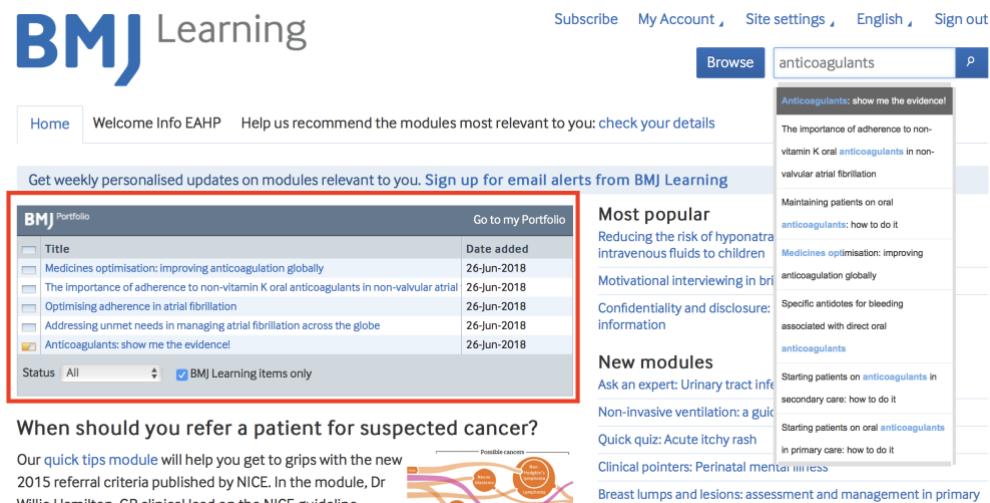 BMJ Learning
Subscribe My Account Site settings English Sign out
Browse anticoagulants
Home Welcome Info EAHP Help us recommend the modules most relevant to you: check your details
Get weekly personalised updates on modules relevant to you. Sign up for email alerts from BMJ Learning
BMJ Portfolio Go to my Portfolio
Title Date added
Medicines optimisation: improving anticoagulation globally 26-Jun-2018
The importance of adherence to non-vitamin K oral anticoagulants in non-valvular atrial 26-Jun-2018
Optimising adherence in atrial fibrillation 26-Jun-2018
Addressing unmet needs in managing atrial fibrillation across the globe 26-Jun-2018
Anticoagulants: show me the evidence! 26-Jun-2018
Status All BMJ Learning items only
When should you refer a patient for suspected cancer?
Our quick tips module will help you get to grips with the new
2015 referral criteria published by NICE. In the module, Dr
Willie Hamilton, GP clinical lead on the NICE guideline
Possible cancers
Non-
Hodgkin's
lymphoma
Most popular
Reducing the risk of
intravenous fluids to children
Motivational interviewing in
Confidentiality and disclosure:
information
New modules
Ask an expert: Urinary tract
Non-invasive ventilation: a
Quick quiz: Acute itchy rash
Clinical pointers: Perinatal mental illness
Breast lumps and lesions: assessment and management in primary
Anticoagulants: show me the evidence!
The importance of adherence to non-
vitamin K oral anticoagulants in non-
valvular atrial fibrillation
Maintaining patients on oral
anticoagulants: how to do it
Medicines optimisation: improving
anticoagulation globally
Specific antidotes for bleeding
associated with direct oral
anticoagulants
Starting patients on anticoagulants in
secondary care: how to do it
Starting patients on oral anticoagulants
in primary care: how to do it